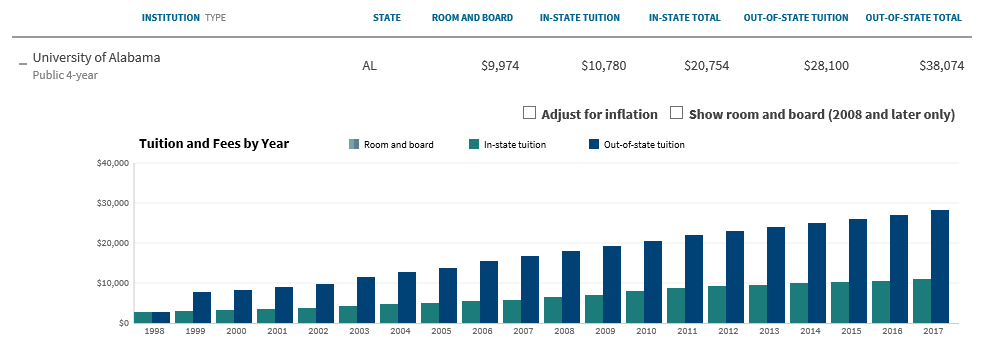 INSTITUTION TYPE STATE ROOM AND BOARD IN-STATE TUITION IN-STATE TOTAL OUT-OF-STATE TUITION OUT-OF-STATE TOTAL
University of Alabama
Public 4-year
AL $9,974 $10,780 $20,754 $28,100 $38,074
Adjust for inflation Show room and board (2008 and later only)
Tuition and Fees by Year Room and board In-state tuition Out-of-state tuition
$40,000
$30,000
$20,000
$10,000
$0
1998 1999 2000 2001 2002 2003 2004 2005 2006 2007 2008 2009 2010 2011 2012 2013 2014 2015 2016 2017